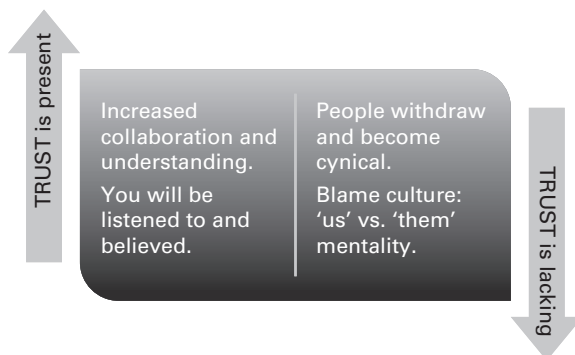 TRUST is present
Increased
collaboration and
understanding.
You will be
listened to and
believed.
People withdraw
and become
cynical.
Blame culture:
‘us’ vs. ‘them’
mentality.
TRUST is lacking